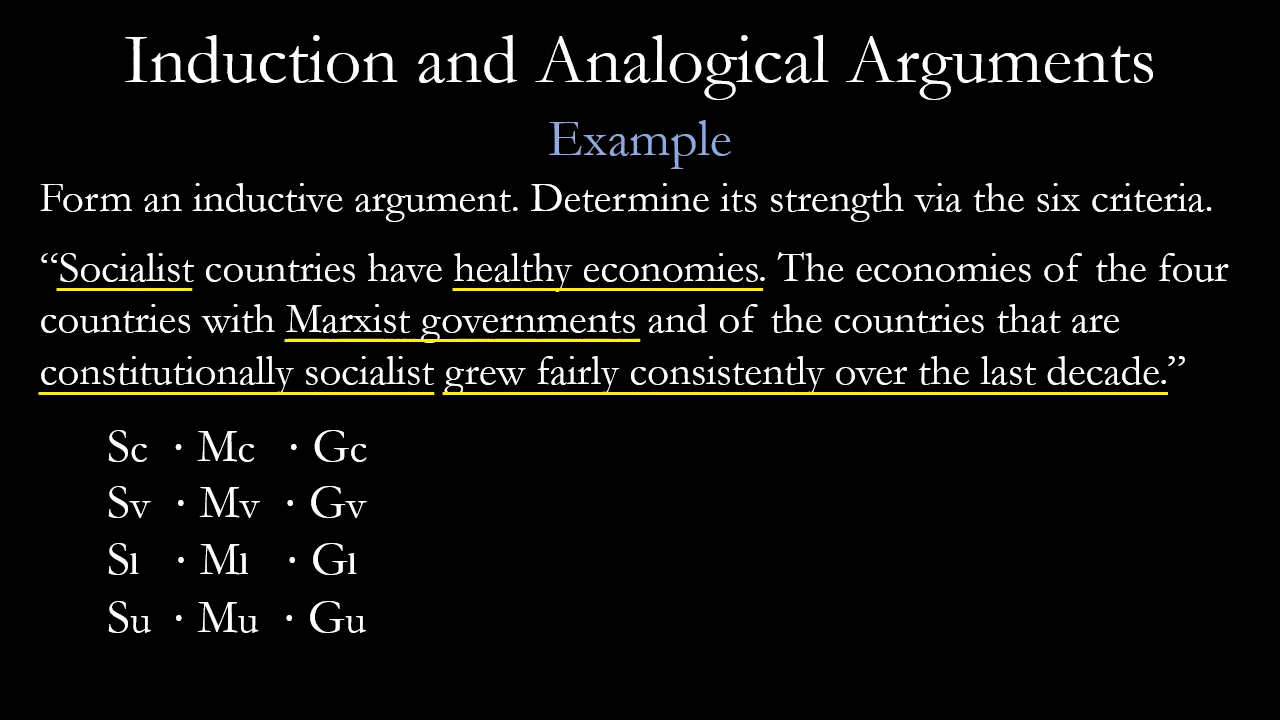 Induction and Analogical Arguments
Example
Form an inductive argument. Determine its strength via the six criteria.
“Socialist countries have healthy economies. The economies of the four
countries with Marxist governments and of the countries that are
constitutionally socialist grew fairly consistently over the last decade.”
Sc · Mc · Gc
Sv · Mv · Gv
Sl · Ml · Gl
Su · Mu · Gu